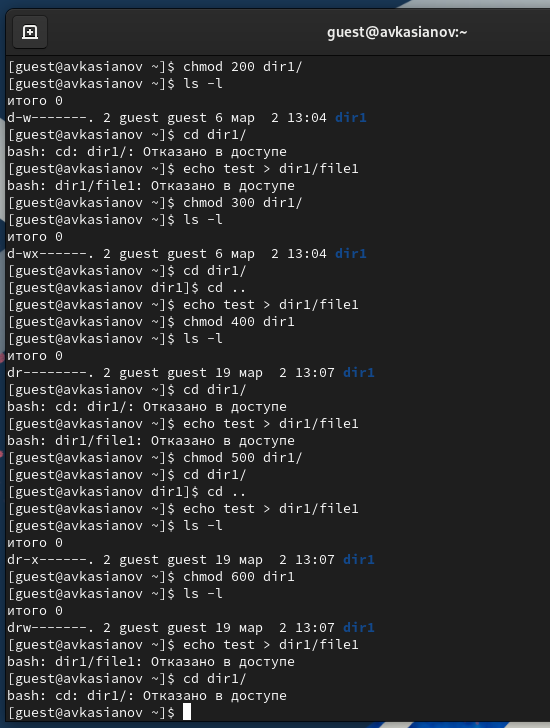 guest@avkasianov:~
[guest@avkasianov ~]$ chmod 200 dir1/
[guest@avkasianov ~]$ ls -l
итого 0
d-w-------. 2 guest guest 6 мар  2 13:04 dir1
[guest@avkasianov ~]$ cd dir1/
bash: cd: dir1/: Отказано в доступе
[guest@avkasianov ~]$ echo test > dir1/file1
bash: dir1/file1: Отказано в доступе
[guest@avkasianov ~]$ chmod 300 dir1/
[guest@avkasianov ~]$ ls -l
итого 0
d-wx------. 2 guest guest 6 мар  2 13:04 dir1
[guest@avkasianov ~]$ cd dir1/
[guest@avkasianov dir1]$ cd ..
[guest@avkasianov ~]$ echo test > dir1/file1
[guest@avkasianov ~]$ chmod 400 dir1
[guest@avkasianov ~]$ ls -l
итого 0
dr--------. 2 guest guest 19 мар  2 13:07 dir1
[guest@avkasianov ~]$ cd dir1/
bash: cd: dir1/: Отказано в доступе
[guest@avkasianov ~]$ echo test > dir1/file1
bash: dir1/file1: Отказано в доступе
[guest@avkasianov ~]$ chmod 500 dir1/
[guest@avkasianov ~]$ cd dir1/
[guest@avkasianov dir1]$ cd ..
[guest@avkasianov ~]$ echo test > dir1/file1
[guest@avkasianov ~]$ ls -l
итого 0
dr-x------. 2 guest guest 19 мар  2 13:07 dir1
[guest@avkasianov ~]$ chmod 600 dir1
[guest@avkasianov ~]$ ls -l
итого 0
drw-------. 2 guest guest 19 мар  2 13:07 dir1
[guest@avkasianov ~]$ echo test > dir1/file1
bash: dir1/file1: Отказано в доступе
[guest@avkasianov ~]$ cd dir1/
bash: cd: dir1/: Отказано в доступе
[guest@avkasianov ~]$